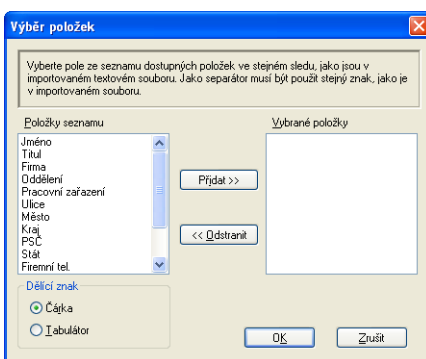 Výběr položek
Vyberte pole ze seznamu dostupných položek ve stejném sledu, jako jsou v
importovaném textovém souboru. Jako separátor musí být použit stejný znak, jako je
v importovaném souboru.
Položky seznamu
Vybrané položky
Jméno
Titul
Firma
Oddělení
Pracovní zařazení
Ulice
Město
Kraj
PSČ
Stát
Firemní tel.
Přidat >>
<< Odstranit
Dělící znak
Čárka
Tabulátor
OK
Zrušit